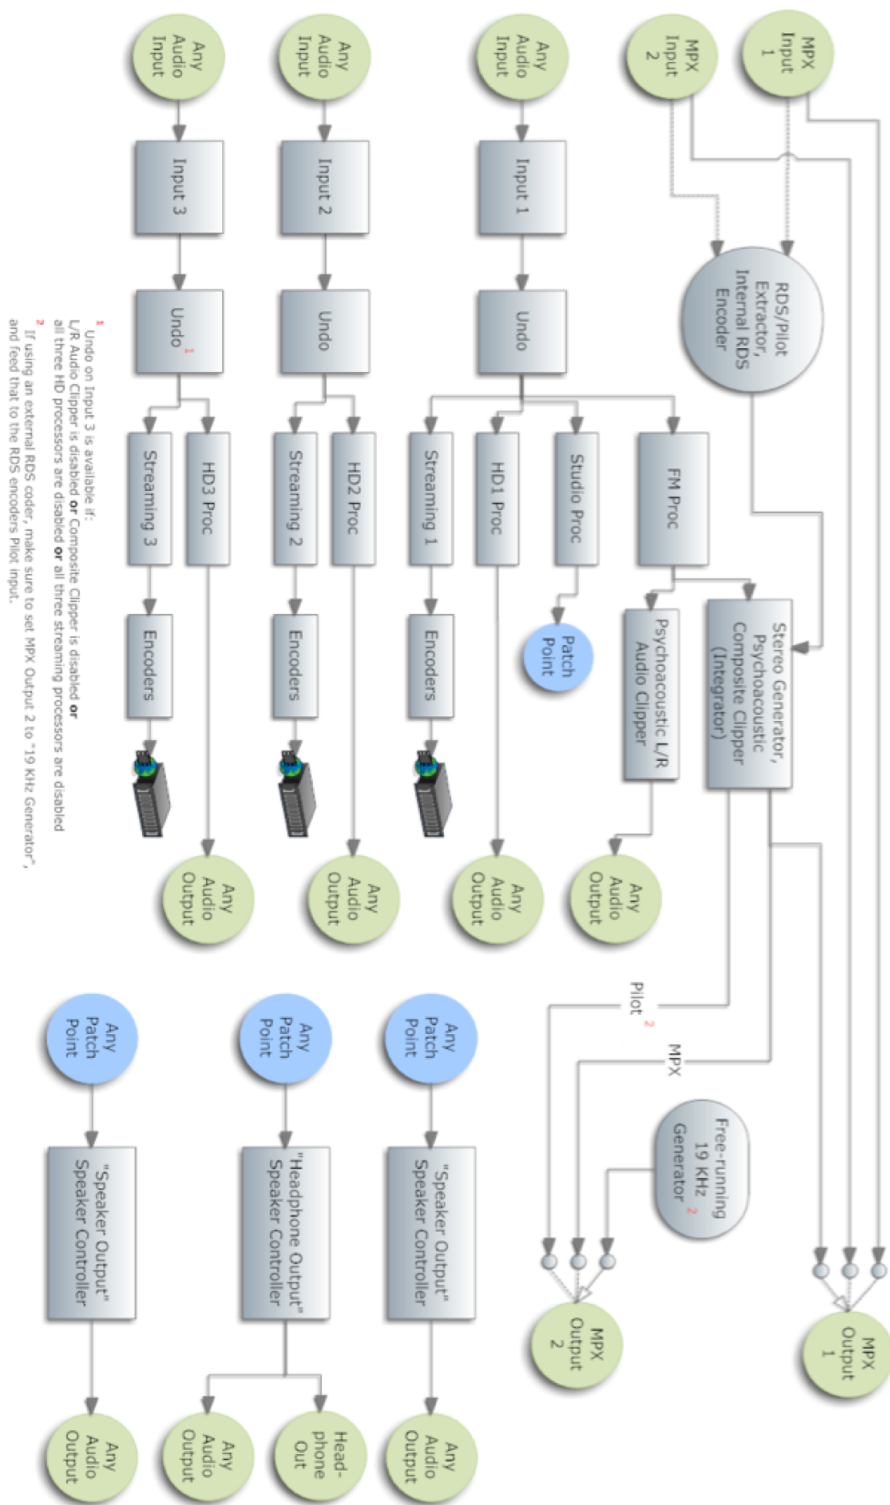 MPX
Input
1
MPX
Input
2
RDS/Pilot
Extractor,
Internal RDS
Encoder
Stereo Generator,
Psychoacoustic
Composite Clipper
(Integrator)
Pilot 2
MPX
Free-running
19 KHz
Generator 2
MPX
Output
1
MPX
Output
2
Any
Audio
Input
Input 1
Undo
FM Proc
Psychoacoustic L/R
Audio Clipper
Any
Audio
Output
Studio Proc
Patch
Point
HD1 Proc
Any
Audio
Output
Streaming 1
Encoders
Any
Audio
Input
Input 2
Undo
HD2 Proc
Any
Audio
Output
Streaming 2
Encoders
Any
Audio
Input
Input 3
Undo 1
HD3 Proc
Any
Audio
Output
Streaming 3
Encoders
Any
Patch
Point
"Speaker Output"
Speaker Controller
Any
Audio
Output
Any
Patch
Point
"Headphone Output"
Speaker Controller
Head-
phone
Out
Any
Audio
Output
Any
Patch
Point
"Speaker Output"
Speaker Controller
Any
Audio
Output
1 Undo on Input 3 is available if:
L/R Audio Clipper is disabled or Composite Clipper is disabled or
all three HD processors are disabled or all three streaming processors are disabled
2 If using an external RDS coder, make sure to set MPX Output 2 to "19 KHz Generator",
and feed that to the RDS encoders Pilot input.